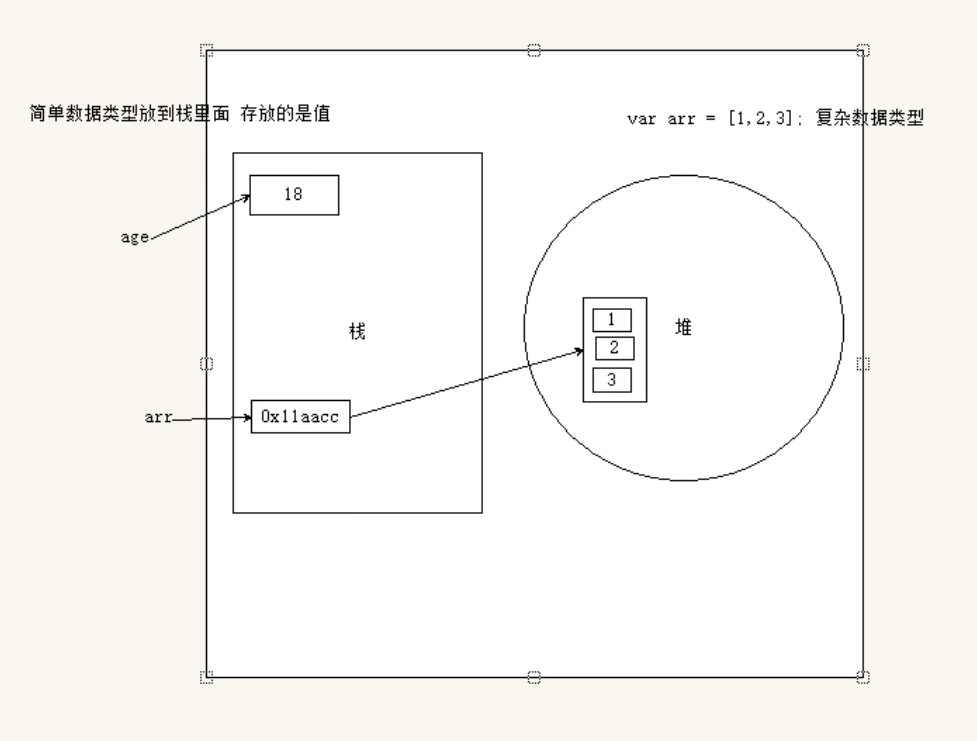 简单数据类型放到栈里面 存放的是值
var arr = [1,2,3]; 复杂数据类型
18
age
栈
堆
1
2
3
arr
0x11aacc